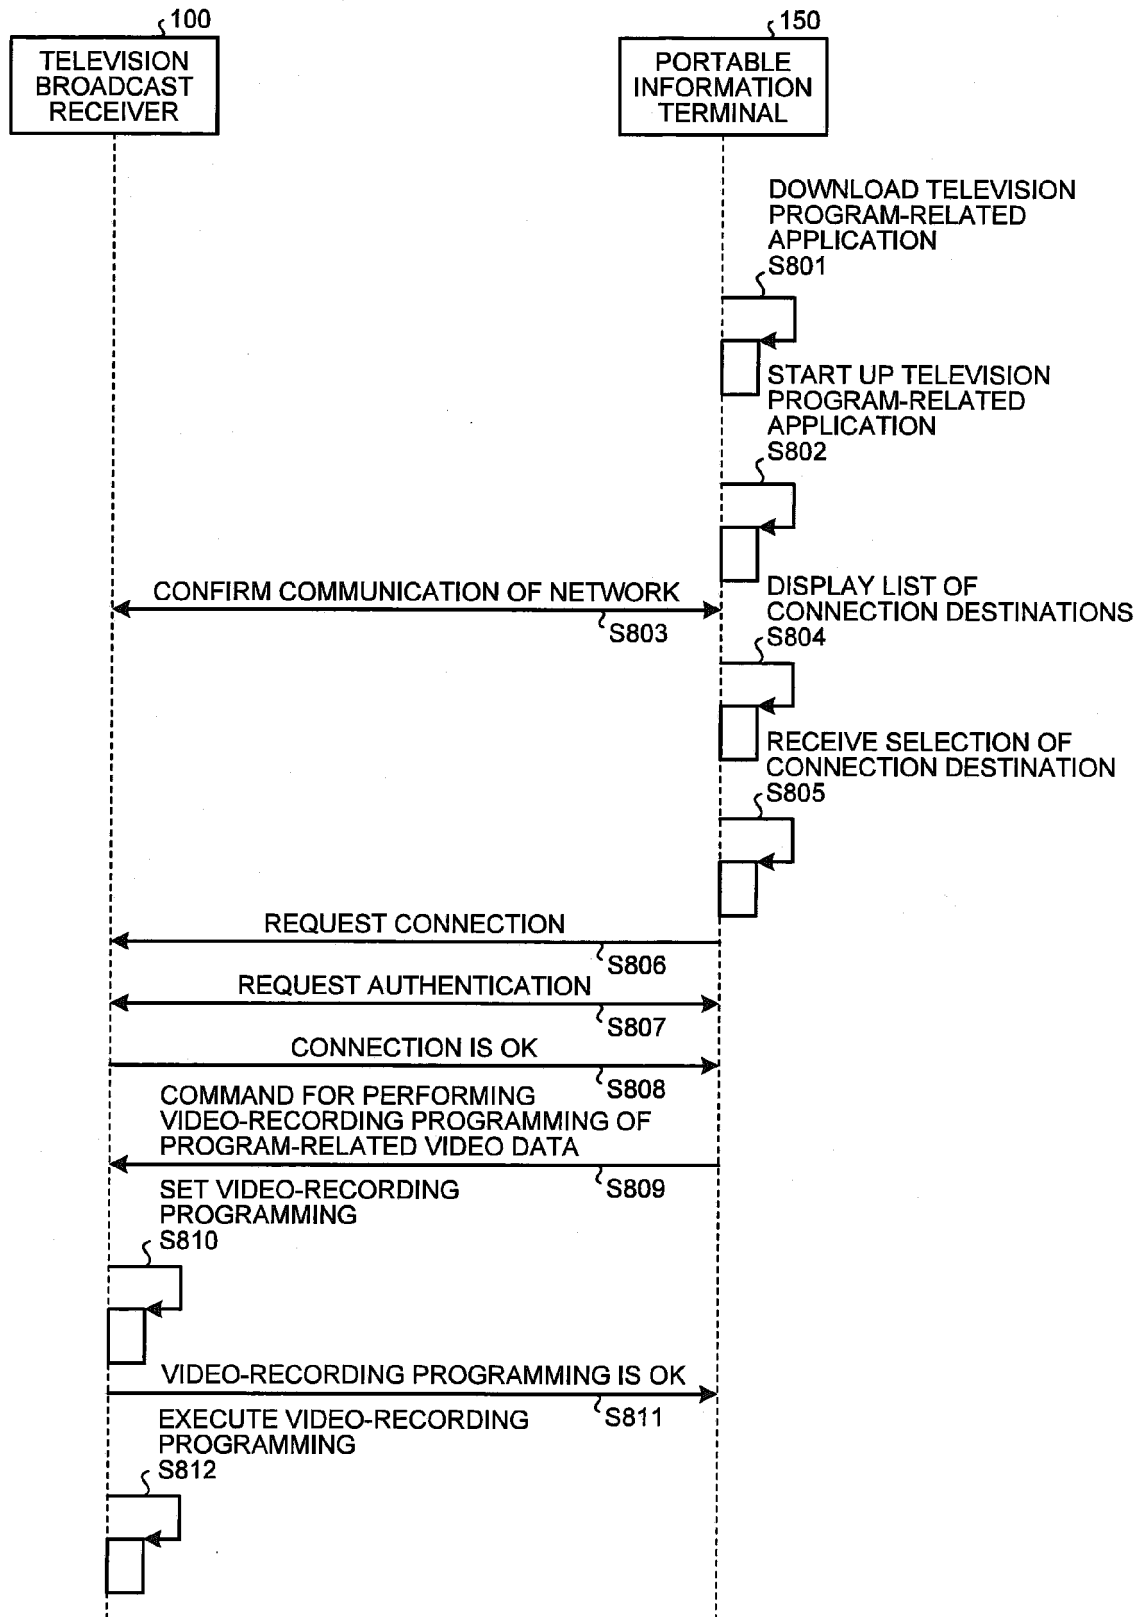 100
TELEVISION
BROADCAST
RECEIVER
150
PORTABLE
INFORMATION
TERMINAL
DOWNLOAD TELEVISION
PROGRAM-RELATED
APPLICATION
S801
START UP TELEVISION
PROGRAM-RELATED
APPLICATION
S802
CONFIRM COMMUNICATION OF NETWORK
S803
DISPLAY LIST OF
CONNECTION DESTINATIONS
S804
RECEIVE SELECTION OF
CONNECTION DESTINATION
S805
REQUEST CONNECTION
S806
REQUEST AUTHENTICATION
S807
CONNECTION IS OK
S808
COMMAND FOR PERFORMING
VIDEO-RECORDING PROGRAMMING OF
PROGRAM-RELATED VIDEO DATA
S809
SET VIDEO-RECORDING
PROGRAMMING
S810
VIDEO-RECORDING PROGRAMMING IS OK
S811
EXECUTE VIDEO-RECORDING
PROGRAMMING
S812